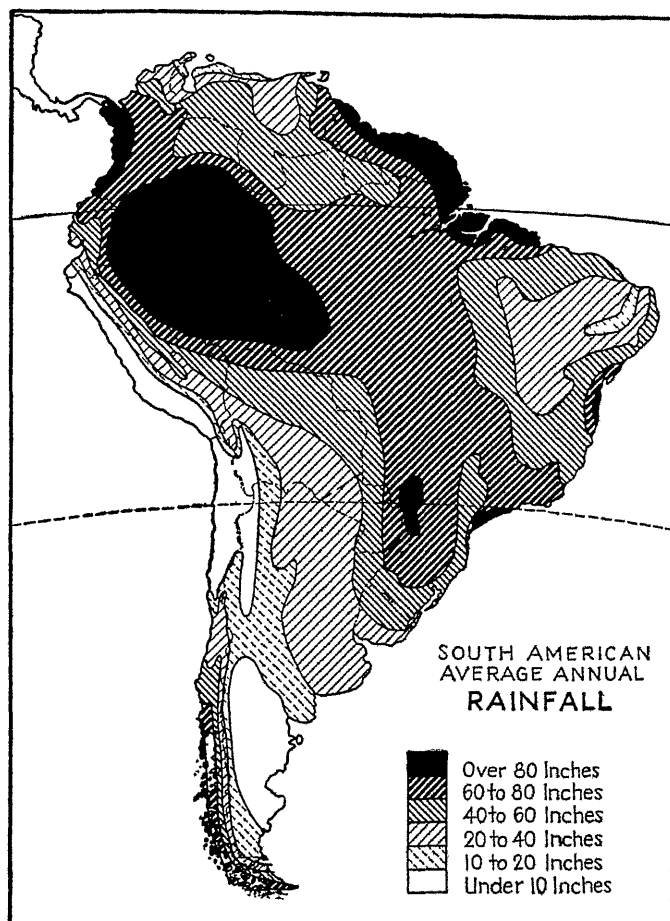 20
SOUTH AMERICAN
AVERAGE ANNUAL
RAINFALL
Over 80 Inches
60 to 80 Inches
40 to 60 Inches
20 to 40 Inches
10 to 20 Inches
Under 10 Inches